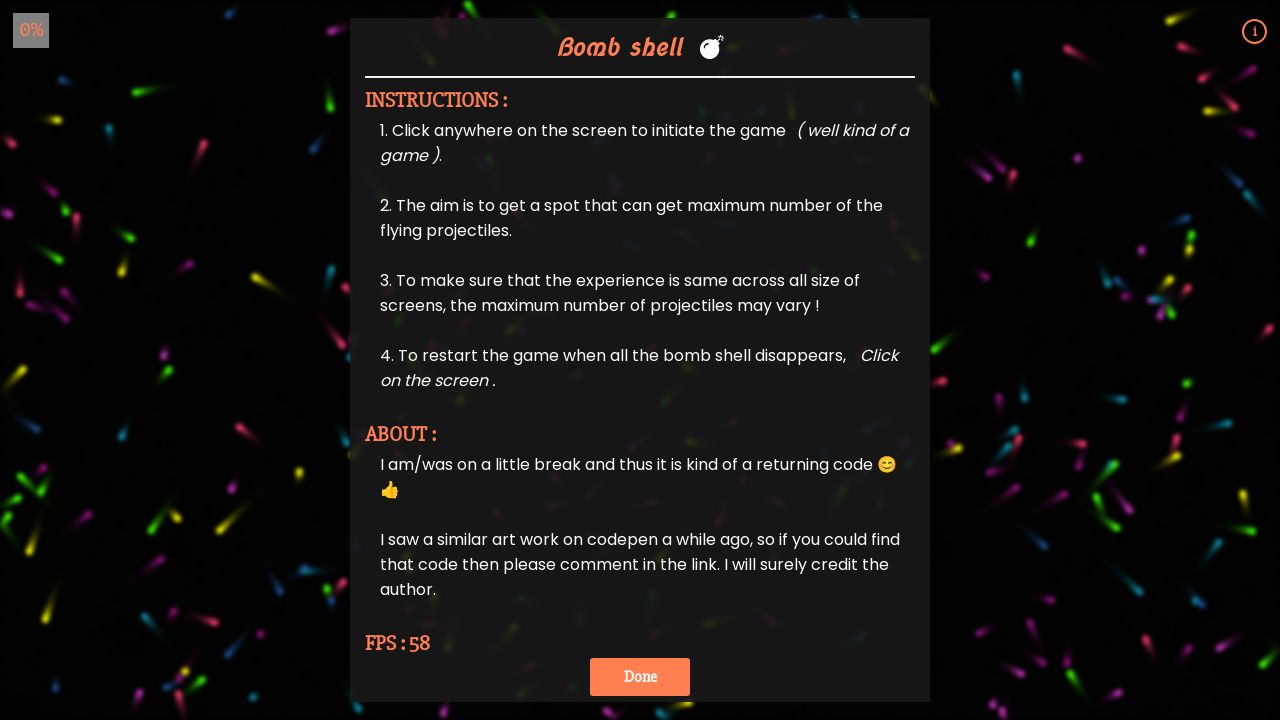 0%
i
Bomb shell 💣
INSTRUCTIONS :
1. Click anywhere on the screen to initiate the game ( well kind of a
game ).
2. The aim is to get a spot that can get maximum number of the
flying projectiles.
3. To make sure that the experience is same across all size of
screens, the maximum number of projectiles may vary !
4. To restart the game when all the bomb shell disappears, Click
on the screen .
ABOUT :
I am/was on a little break and thus it is kind of a returning code 😊
👍
I saw a similar art work on codepen a while ago, so if you could find
that code then please comment in the link. I will surely credit the
author.
FPS : 58
Done